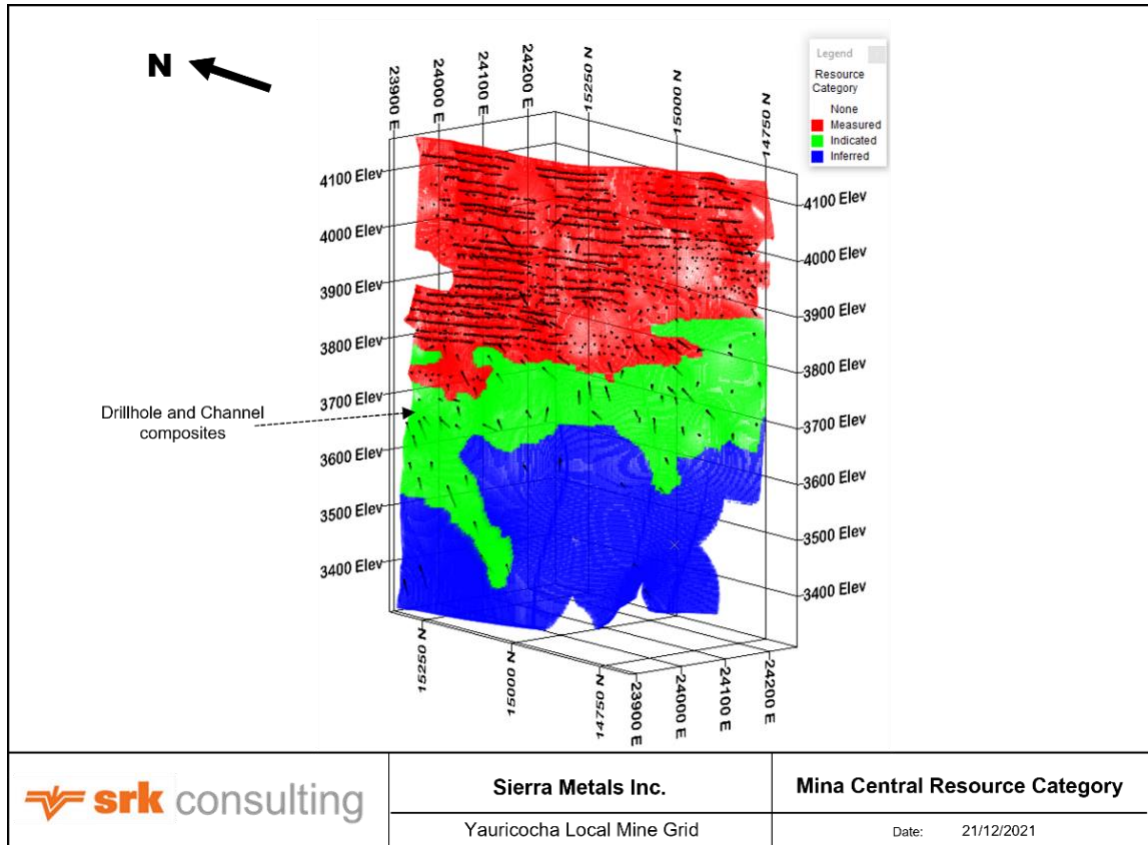 N
23900 E
24000 E
24100 E
24200 E
15250 N
15000 N
14750 N
Legend
Resource
Category
None
Measured
Indicated
Inferred
4100 Elev
4000 Elev
3900 Elev
3800 Elev
3700 Elev
3600 Elev
3500 Elev
3400 Elev
4100 Elev
4000 Elev
3900 Elev
3800 Elev
3700 Elev
3600 Elev
3500 Elev
3400 Elev
Drillhole and Channel
composites
15250 N
15000 N
14750 N
23900 E
24000 E
24100 E
24200 E
srk consulting
Sierra Metals Inc.
Yauricocha Local Mine Grid
Mina Central Resource Category
Date: 21/12/2021